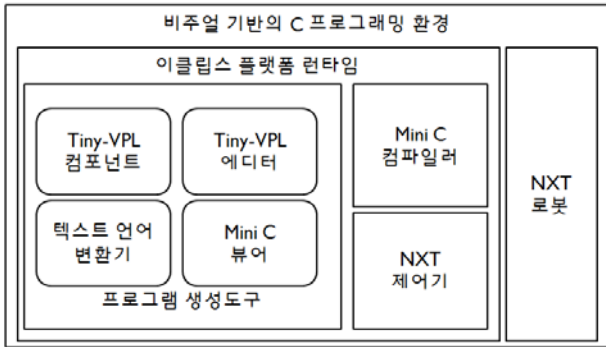 비주얼 기반의 C 프로그래밍 환경
이클립스 플랫폼 런타임
Tiny-VPL
컴포넌트
Tiny-VPL
에디터
텍스트 언어
변환기
Mini C
뷰어
프로그램 생성도구
Mini C
컴파일러
NXT
제어기
NXT
로봇